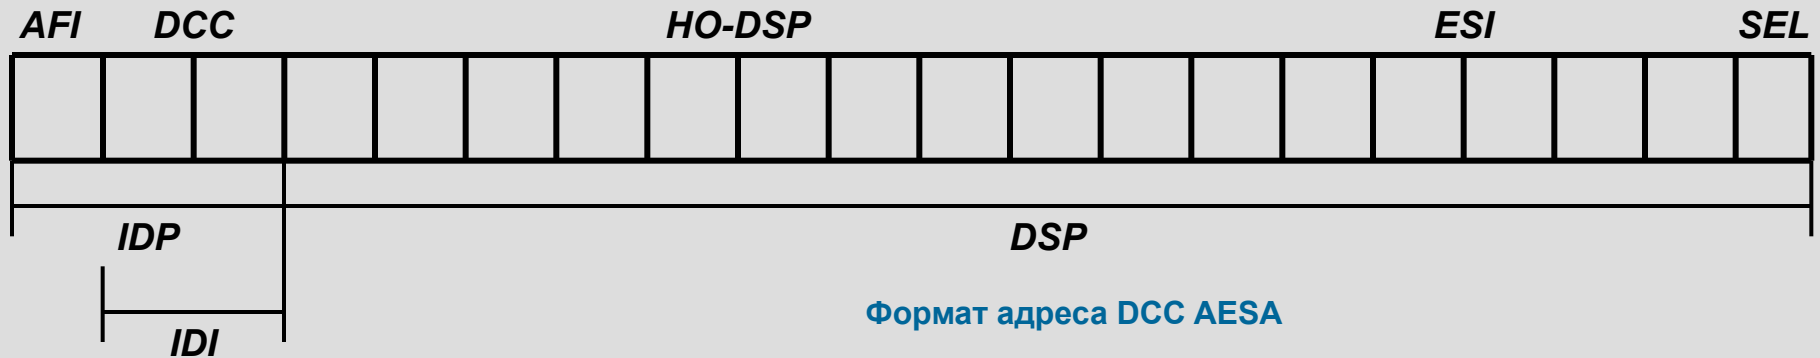 AFI DCC HO-DSP ESI SEL
IDP DSP
Формат адреса DCC AESA
IDI